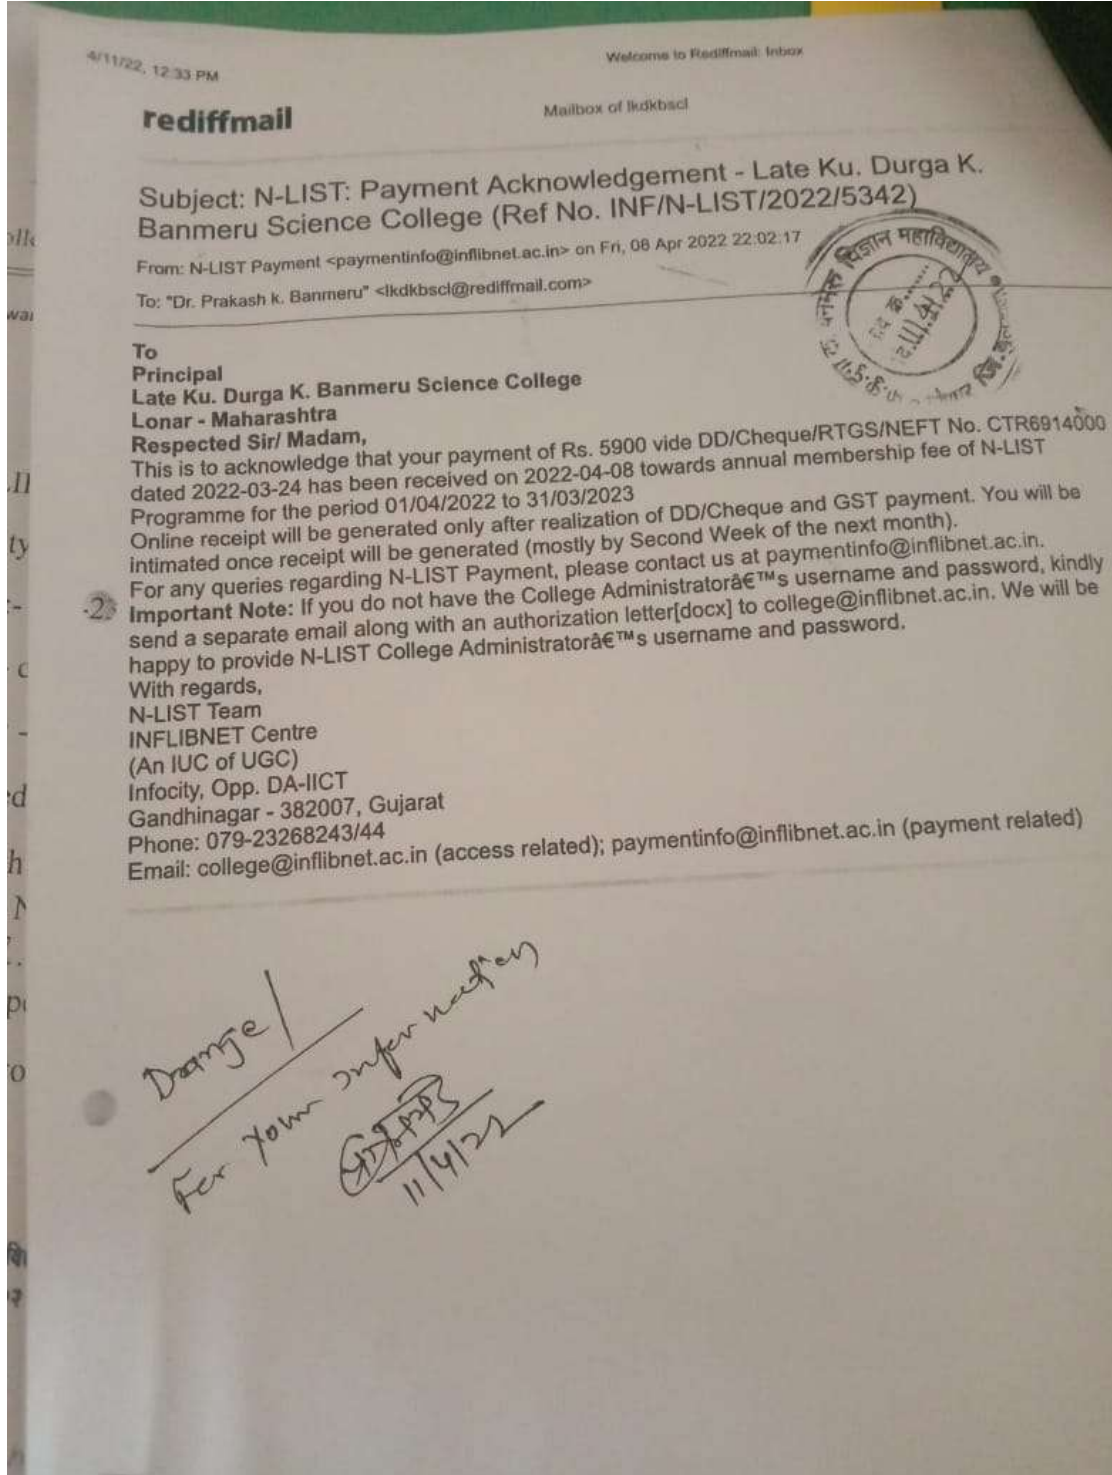 4/11/22, 12:33 PM
Welcome to Rediffmail: Inbox
rediffmail
Mailbox of lkdkbscl
Subject: N-LIST: Payment Acknowledgement - Late Ku. Durga K.
Banmeru Science College (Ref No. INF/N-LIST/2022/5342)
From: N-LIST Payment <paymentinfo@inflibnet.ac.in> on Fri, 08 Apr 2022 22:02:17
To: "Dr. Prakash k. Banmeru" <lkdkbscl@rediffmail.com>
विज्ञान महाविद्यालय
11/4/22
To
Principal
Late Ku. Durga K. Banmeru Science College
Lonar - Maharashtra
Respected Sir/ Madam,
This is to acknowledge that your payment of Rs. 5900 vide DD/Cheque/RTGS/NEFT No. CTR6914000
dated 2022-03-24 has been received on 2022-04-08 towards annual membership fee of N-LIST
Programme for the period 01/04/2022 to 31/03/2023
Online receipt will be generated only after realization of DD/Cheque and GST payment. You will be
intimated once receipt will be generated (mostly by Second Week of the next month).
For any queries regarding N-LIST Payment, please contact us at paymentinfo@inflibnet.ac.in.
Important Note: If you do not have the College Administratorâ€™s username and password, kindly
send a separate email along with an authorization letter[docx] to college@inflibnet.ac.in. We will be
happy to provide N-LIST College Administratorâ€™s username and password.
With regards,
N-LIST Team
INFLIBNET Centre
(An IUC of UGC)
Infocity, Opp. DA-IICT
Gandhinagar - 382007, Gujarat
Phone: 079-23268243/44
Email: college@inflibnet.ac.in (access related); paymentinfo@inflibnet.ac.in (payment related)
For your information
11/4/22